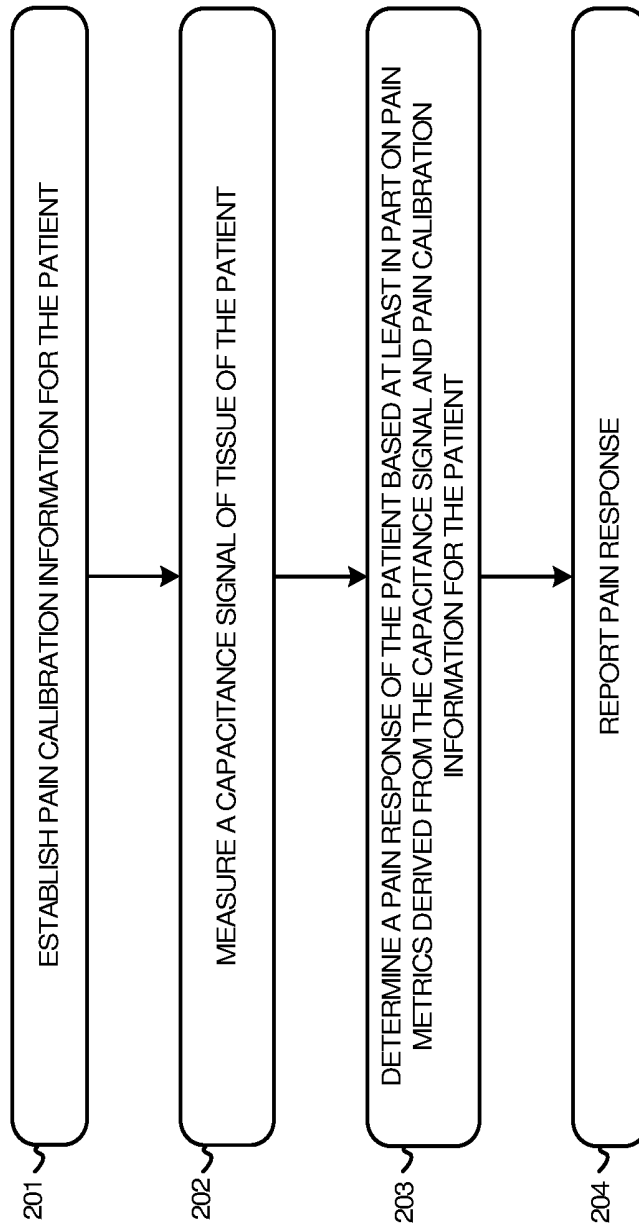 201
ESTABLISH PAIN CALIBRATION INFORMATION FOR THE PATIENT
202
MEASURE A CAPACITANCE SIGNAL OF TISSUE OF THE PATIENT
203
DETERMINE A PAIN RESPONSE OF THE PATIENT BASED AT LEAST IN PART ON PAIN
METRICS DERIVED FROM THE CAPACITANCE SIGNAL AND PAIN CALIBRATION
INFORMATION FOR THE PATIENT
204
REPORT PAIN RESPONSE